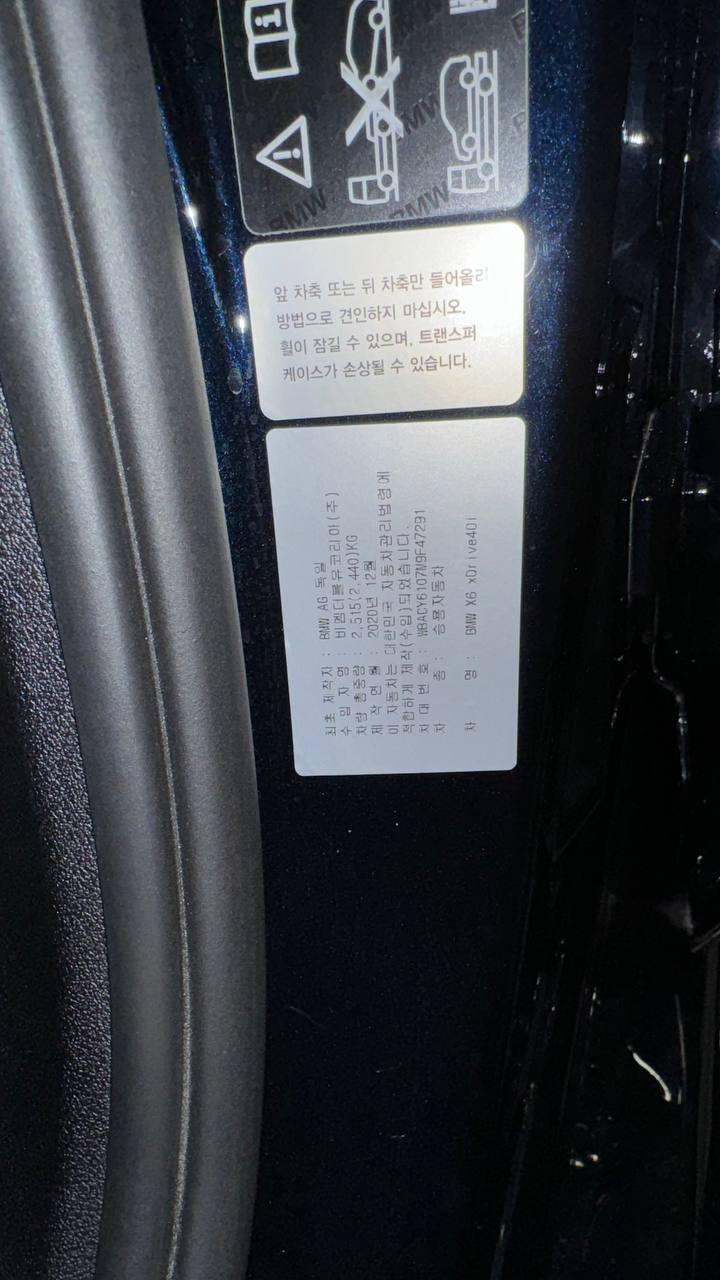 BMW
BMW
BMW
앞 차축 또는 뒤 차축만 들어올리
방법으로 견인하지 마십시오.
휠이 잠길 수 있으며, 트랜스퍼
케이스가 손상될 수 있습니다.
최초 제작자 : BMW AG 독일
수 입 자 명 : 비엠더블유코리아(주)
차량 총중량 : 2,515(2,440)KG
제 작 연 월 : 2020년 12월
이 자동차는 대한민국 자동차관리법령에
적합하게 제작(수입)되었습니다.
차 대 번 호 : WBACY6107M9F47291
차 종 : 승용자동차
차 명 : BMW X6 xDrive40i